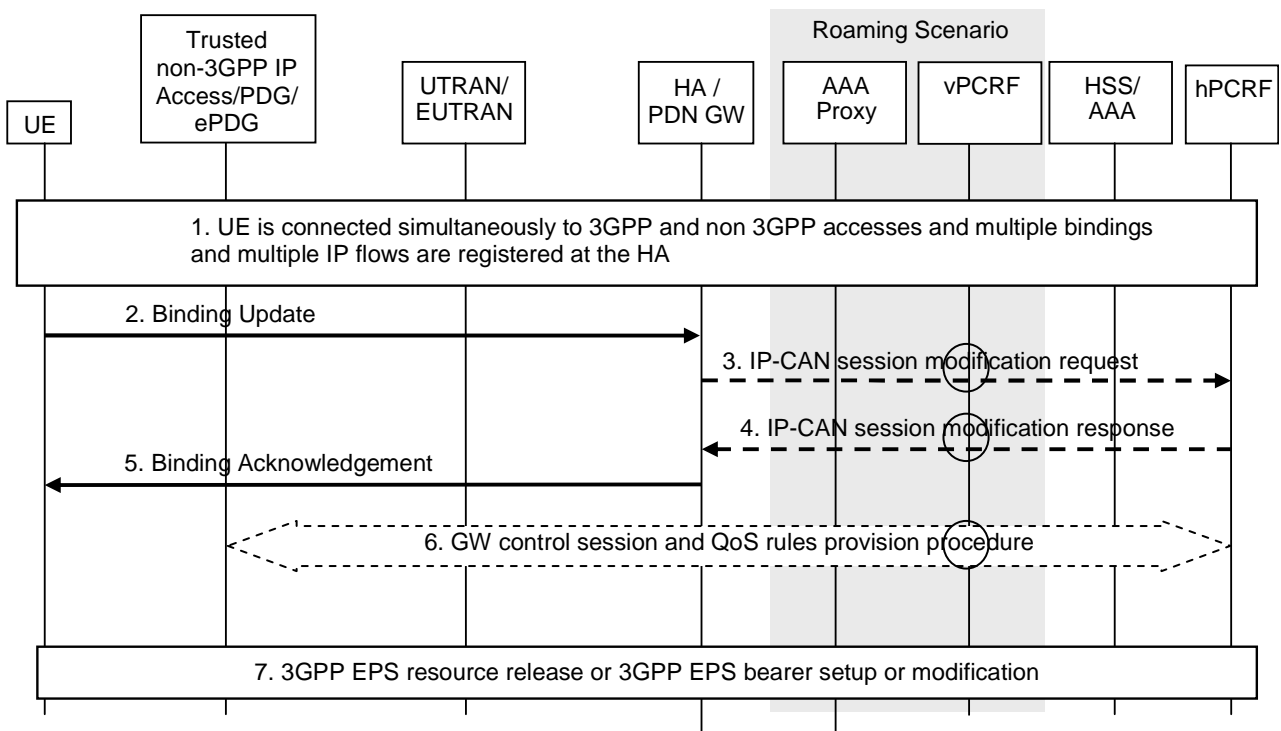 Roaming Scenario
UE
Trusted
non-3GPP IP
Access/PDG/
ePDG
UTRAN/
EUTRAN
HA /
PDN GW
AAA
Proxy
vPCRF
HSS/
AAA
hPCRF
1. UE is connected simultaneously to 3GPP and non 3GPP accesses and multiple bindings
and multiple IP flows are registered at the HA
2. Binding Update
3. IP-CAN session modification request
4. IP-CAN session modification response
5. Binding Acknowledgement
6. GW control session and QoS rules provision procedure
7. 3GPP EPS resource release or 3GPP EPS bearer setup or modification